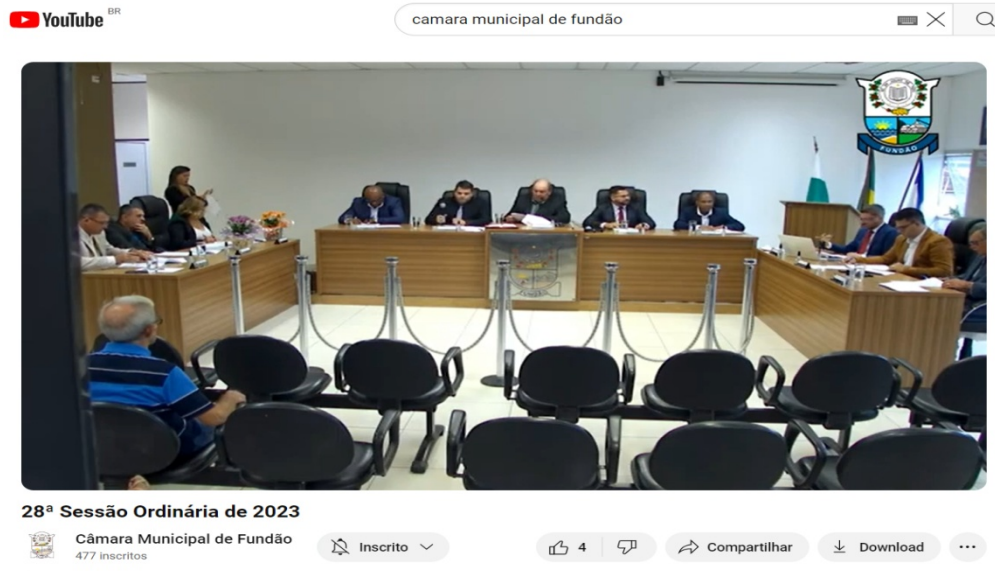 YouTube BR
camara municipal de fundão
FUNDÃO
28ª Sessão Ordinária de 2023
Câmara Municipal de Fundão
477 inscritos
Inscrito
4
Compartilhar
Download